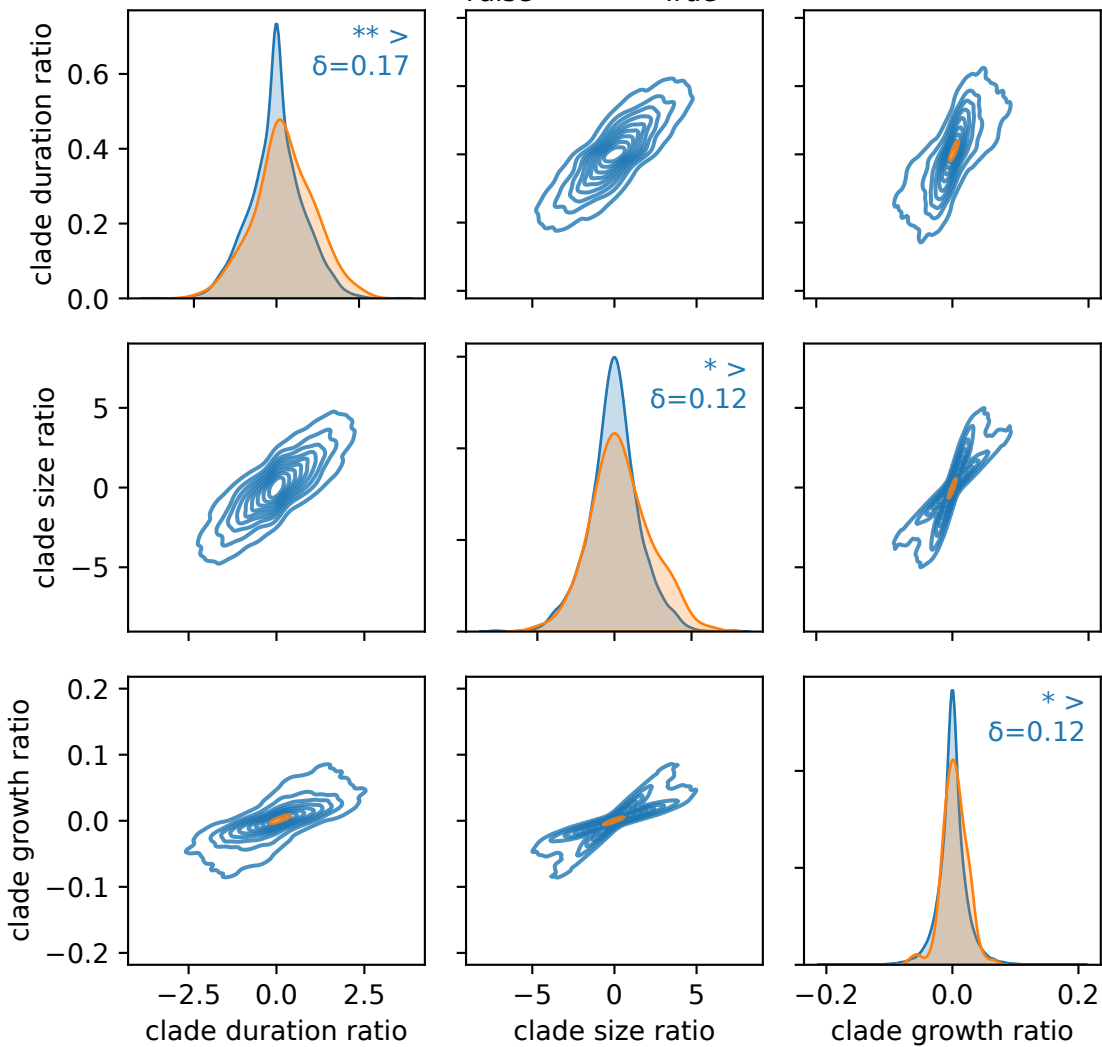 ** >
δ=0.17
0.6
0.4
0.2
0.0
clade duration ratio
* >
δ=0.12
5
0
−5
clade size ratio
* >
δ=0.12
0.2
0.1
0.0
−0.1
−0.2
clade growth ratio
−2.5 0.0 2.5
−5 0 5
−0.2 0.0 0.2
clade duration ratio
clade size ratio
clade growth ratio